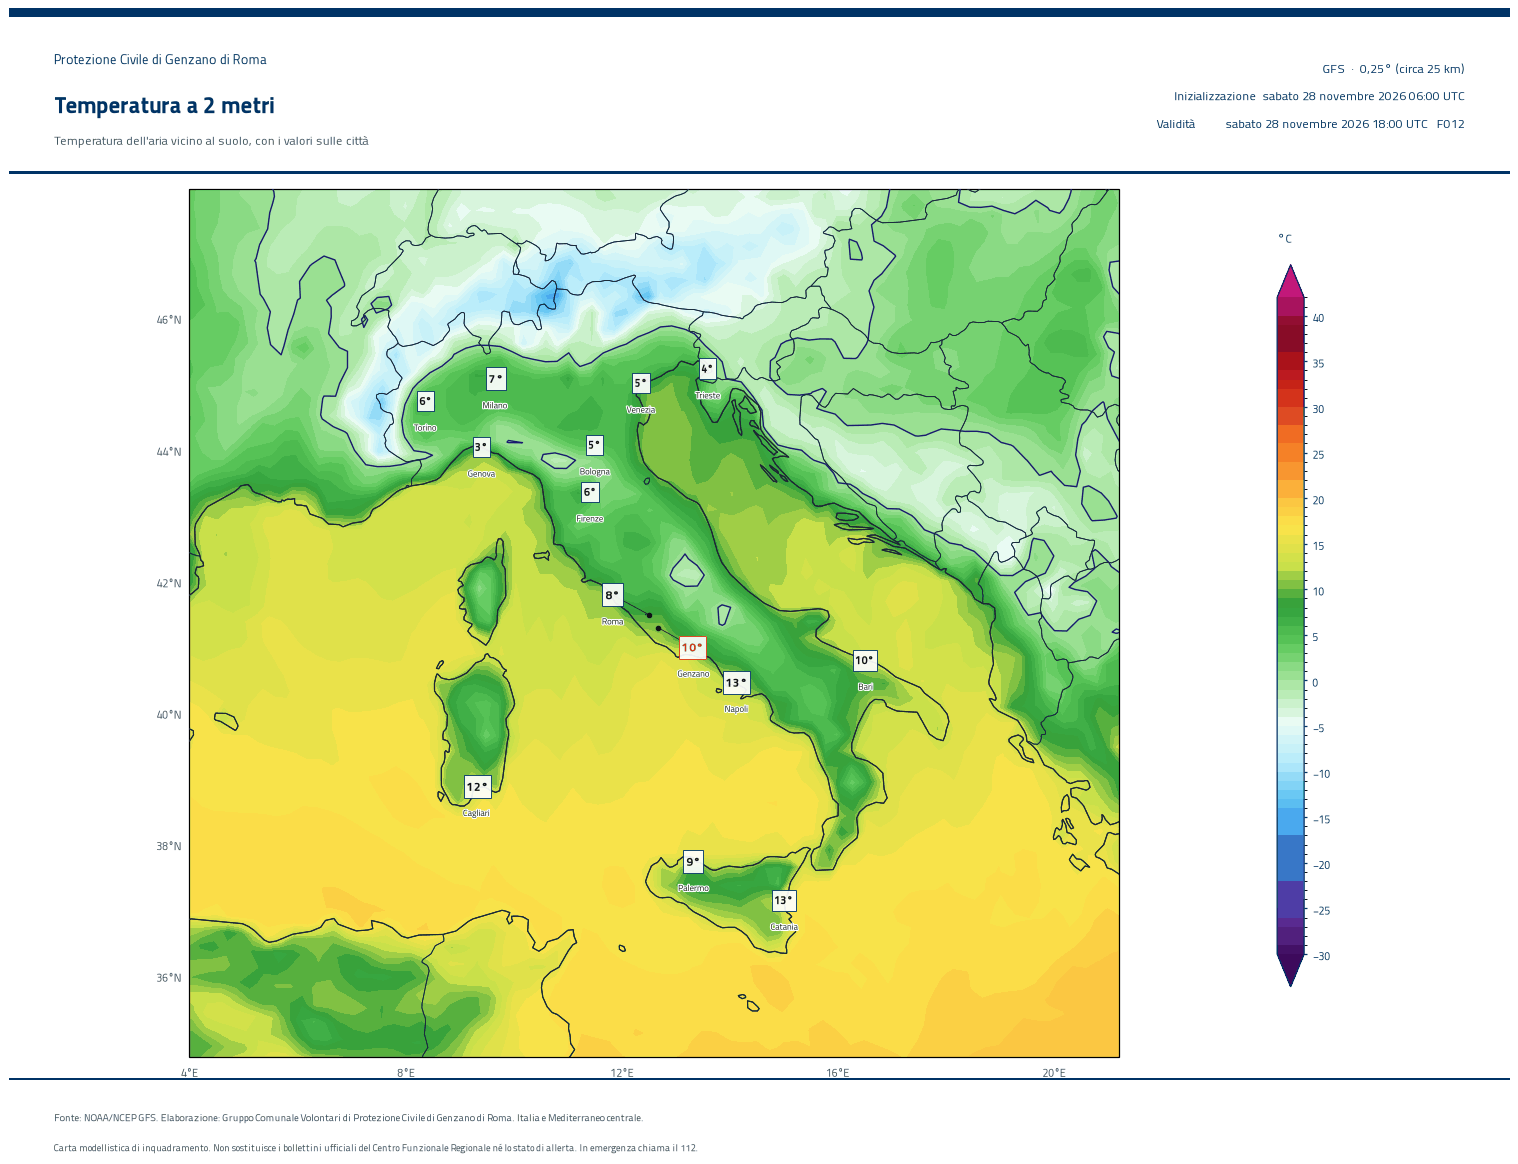 Protezione Civile di Genzano di Roma
Temperatura a 2 metri
Temperatura dell'aria vicino al suolo, con i valori sulle città
GFS · 0,25° (circa 25 km)
Inizializzazione sabato 28 novembre 2026 06:00 UTC
Validità sabato 28 novembre 2026 18:00 UTC F012
°C
40
35
30
25
20
15
10
5
0
−5
−10
−15
−20
−25
−30
46°N
44°N
42°N
40°N
38°N
36°N
4°E
8°E
12°E
16°E
20°E
4°
Trieste
7°
Milano
5°
Venezia
6°
Torino
3°
Genova
5°
Bologna
6°
Firenze
8°
Roma
10°
Genzano
10°
Bari
13°
Napoli
12°
Cagliari
9°
Palermo
13°
Catania
Fonte: NOAA/NCEP GFS. Elaborazione: Gruppo Comunale Volontari di Protezione Civile di Genzano di Roma. Italia e Mediterraneo centrale.
Carta modellistica di inquadramento. Non sostituisce i bollettini ufficiali del Centro Funzionale Regionale né lo stato di allerta. In emergenza chiama il 112.